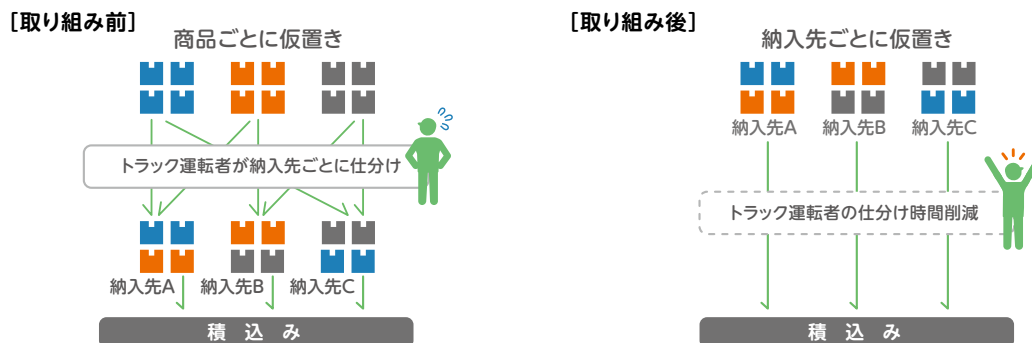 [取り組み前]
商品ごとに仮置き
トラック運転者が納入先ごとに仕分け
納入先A
納入先B
納入先C
積込み
[取り組み後]
納入先ごとに仮置き
納入先A
納入先B
納入先C
トラック運転者の仕分け時間削減
積込み